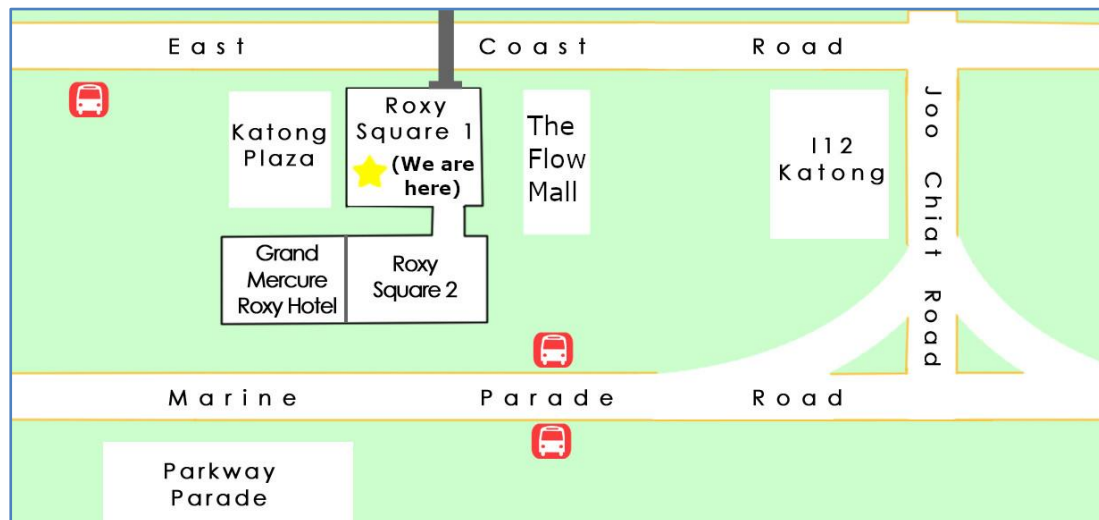 East Coast Road
Katong
Plaza
Roxy
Square 1
(We are
here)
The
Flow
Mall
I12
Katong
Joo Chiat Road
Grand
Mercure
Roxy Hotel
Roxy
Square 2
Marine Parade Road
Parkway
Parade